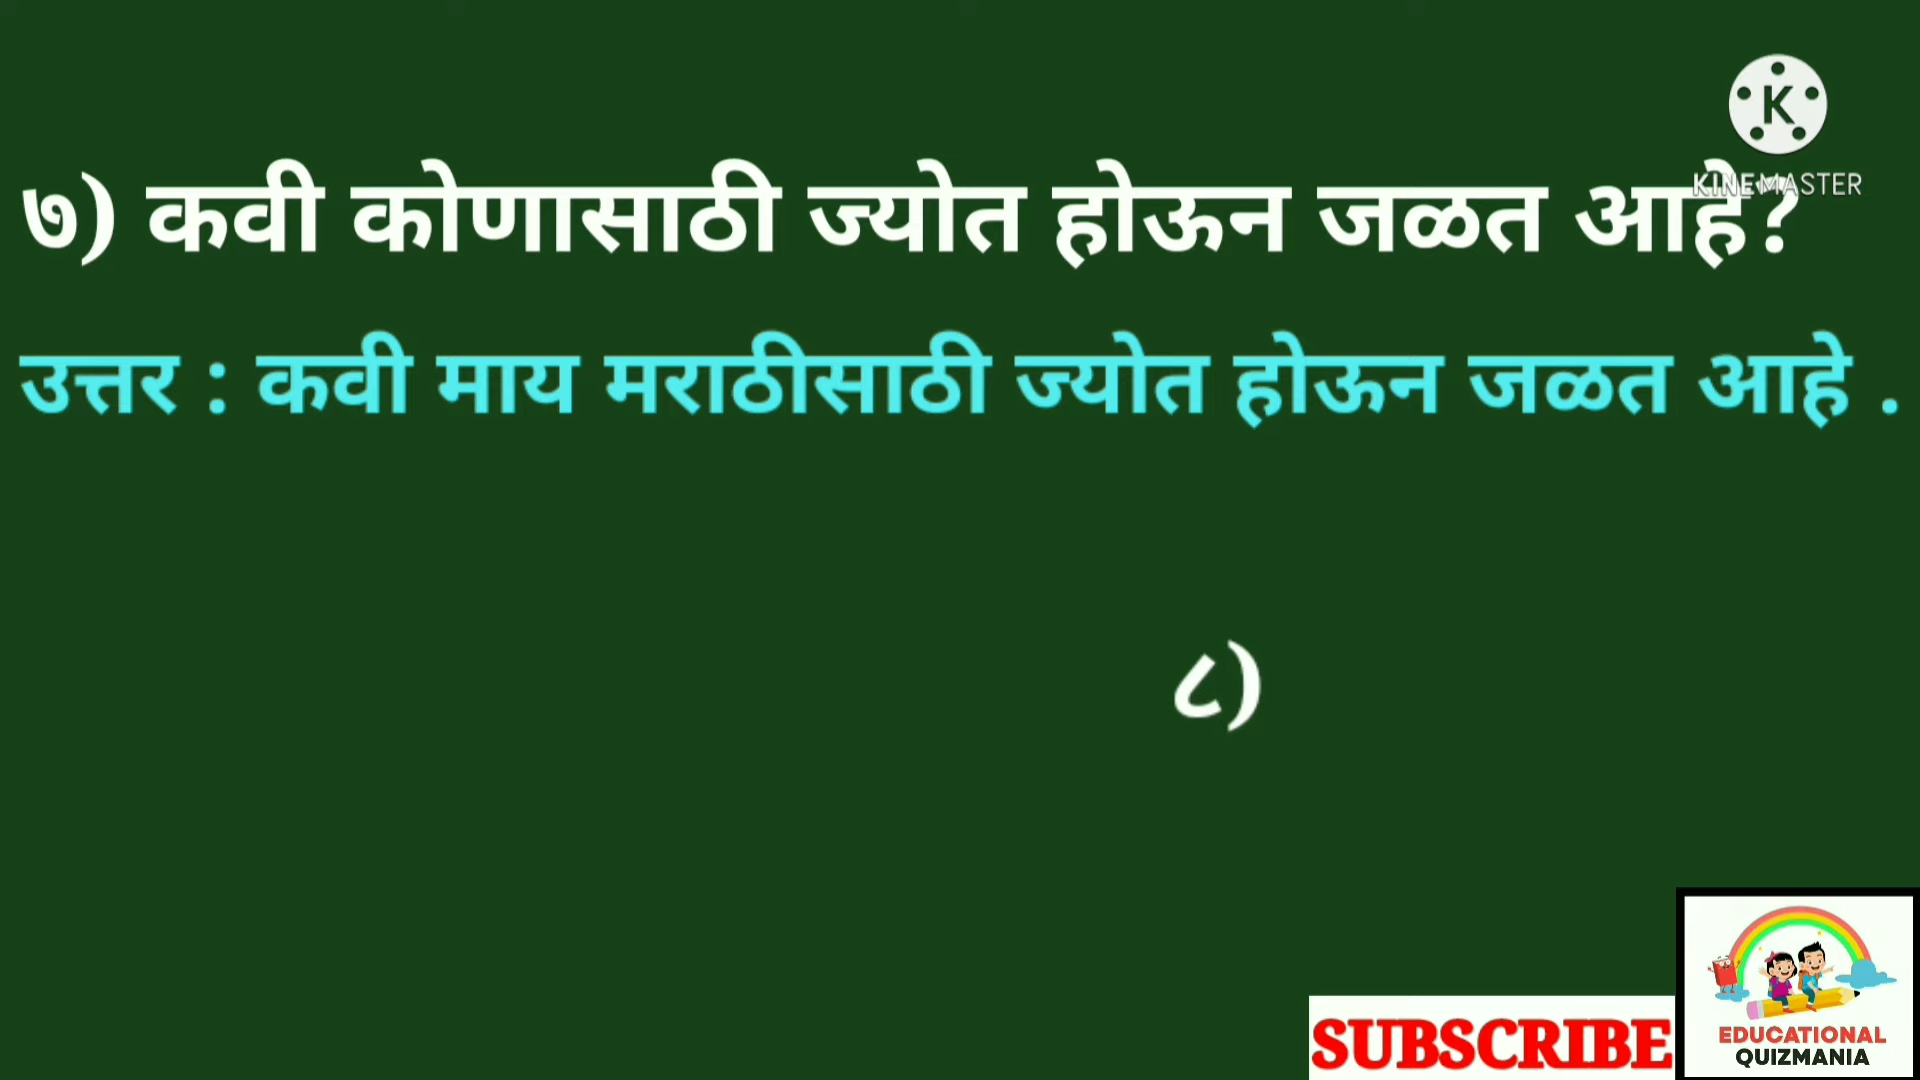 ७) कवी कोणासाठी ज्योत होऊन जळत आहे?
उत्तर : कवी माय मराठीसाठी ज्योत होऊन जळत आहे .
८)
K
KINEMASTER
SUBSCRIBE
EDUCATIONAL
QUIZMANIA